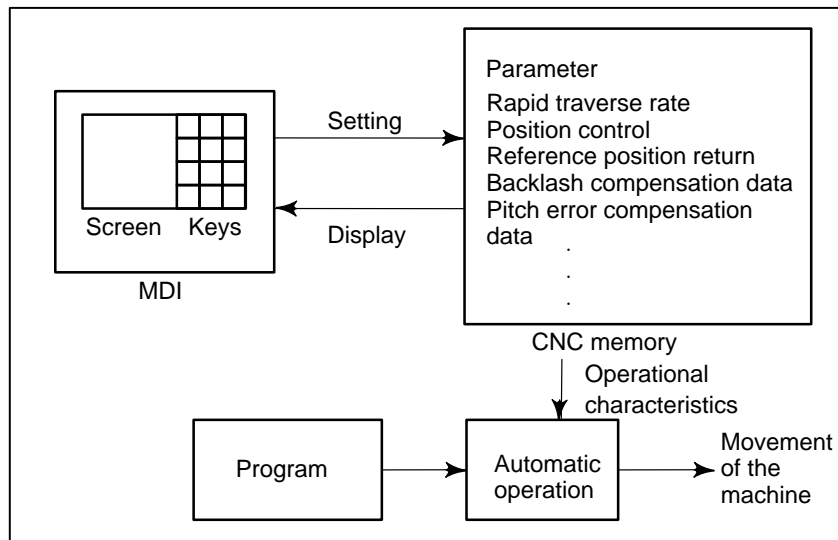 Parameter
Rapid traverse rate
Position control
Reference position return
Backlash compensation data
Pitch error compensation
data
.
.
.
CNC memory
Setting
Display
Screen Keys
MDI
Operational
characteristics
Program
Automatic
operation
Movement
of the
machine